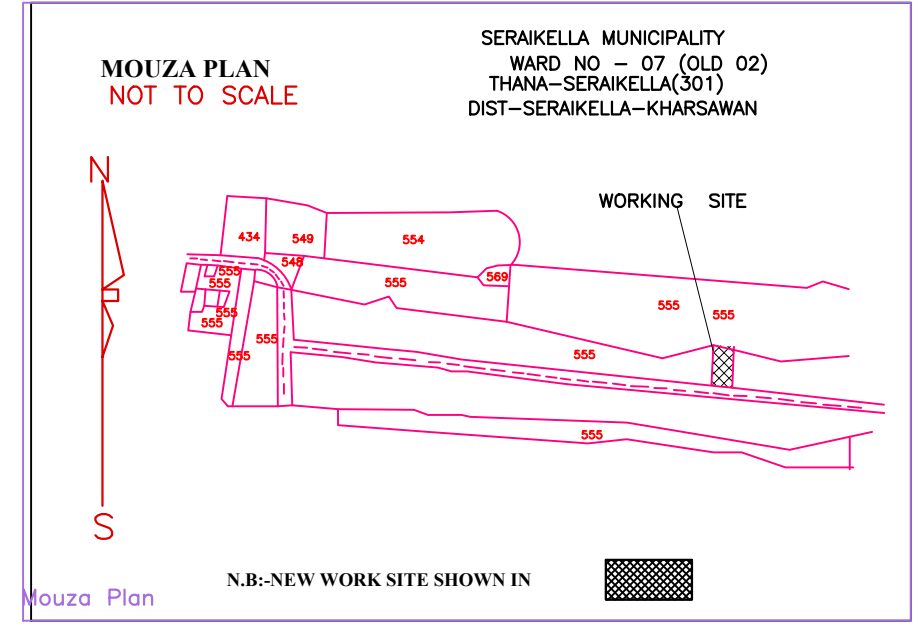 SERAIKELLA MUNICIPALITY
WARD NO - 07 (OLD 02)
THANA-SERAIKELLA(301)
DIST-SERAIKELLA-KHARSAWAN
MOUZA PLAN
NOT TO SCALE
N
WORKING SITE
434
549
554
548
555
555
555
569
555
555
555
555
555
555
555
555
S
N.B:-NEW WORK SITE SHOWN IN
Mouza Plan